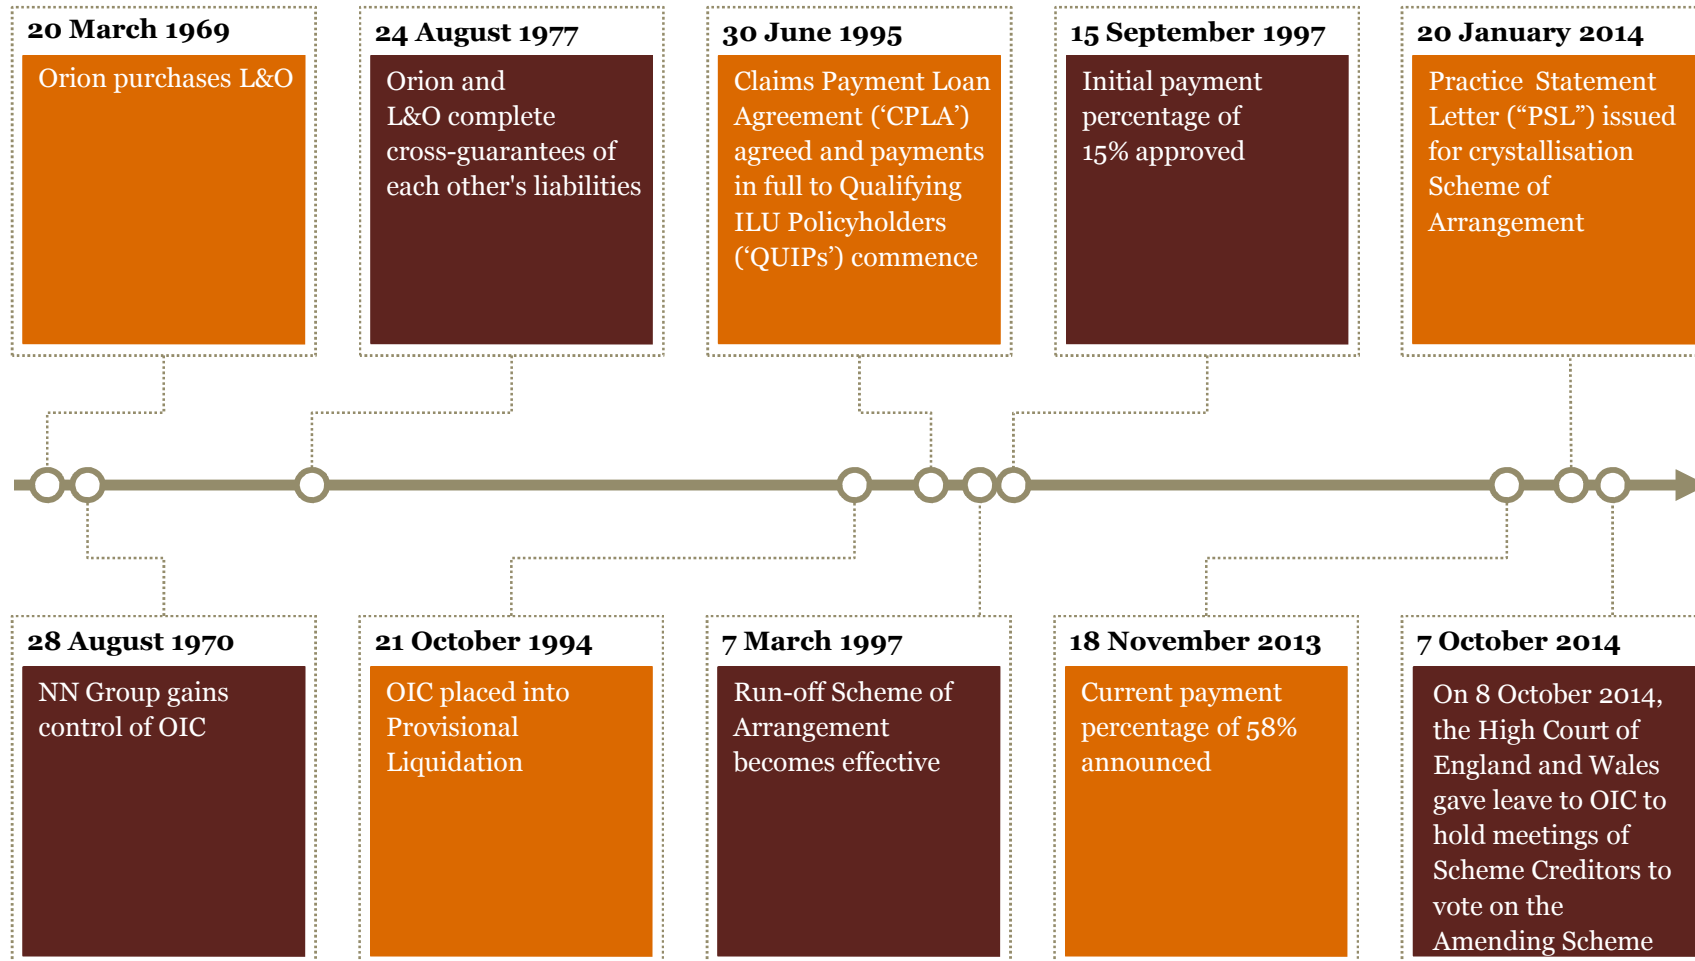 20 March 1969
Orion purchases L&O
24 August 1977
Orion and
L&O complete
cross-guarantees of
each other's liabilities
30 June 1995
Claims Payment Loan
Agreement (‘CPLA’)
agreed and payments
in full to Qualifying
ILU Policyholders
(‘QUIPs’) commence
15 September 1997
Initial payment
percentage of
15% approved
20 January 2014
Practice Statement
Letter (“PSL”) issued
for crystallisation
Scheme of
Arrangement
28 August 1970
NN Group gains
control of OIC
21 October 1994
OIC placed into
Provisional
Liquidation
7 March 1997
Run-off Scheme of
Arrangement
becomes effective
18 November 2013
Current payment
percentage of 58%
announced
7 October 2014
On 8 October 2014,
the High Court of
England and Wales
gave leave to OIC to
hold meetings of
Scheme Creditors to
vote on the
Amending Scheme